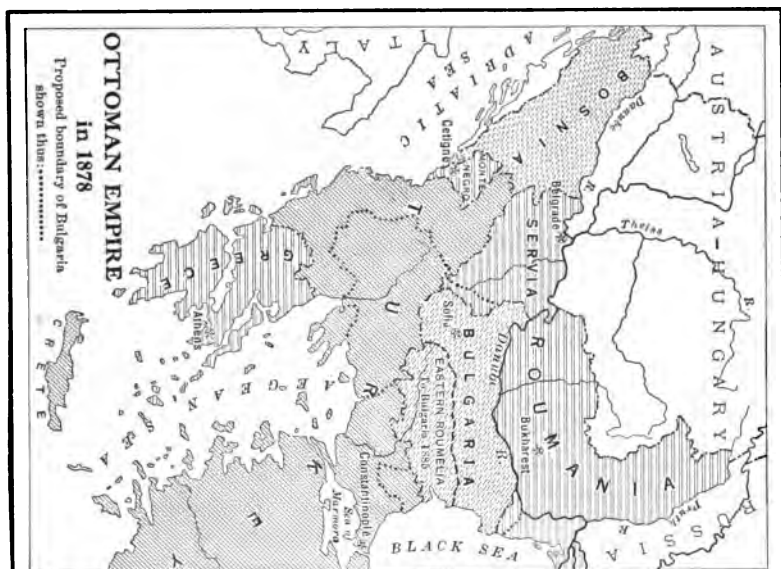 OTTOMAN EMPIRE
in 1878
Proposed boundary of Bulgaria
shown thus:
AUSTRIA-HUNGARY
RUSSIA
ITALY
ADRIATIC
SEA
BOSNIA
Danube
R.
Theiss
R.
Belgrade
SERVIA
ROUMANIA
Bukharest
Pruth R.
MONTE
NEGRO
Cetigne
Sofia
BULGARIA
Danube
R.
EASTERN ROUMELIA
To Bulgaria 1885
TURKEY
Constantinople
Sea of
Marmora
BLACK SEA
GREECE
Athens
AEGEAN
SEA
CRETE